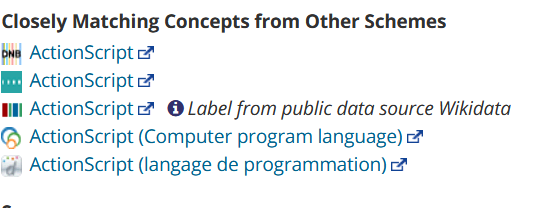 Closely Matching Concepts from Other Schemes
DNB ActionScript
ActionScript
ActionScript Label from public data source Wikidata
ActionScript (Computer program language)
ActionScript (langage de programmation)